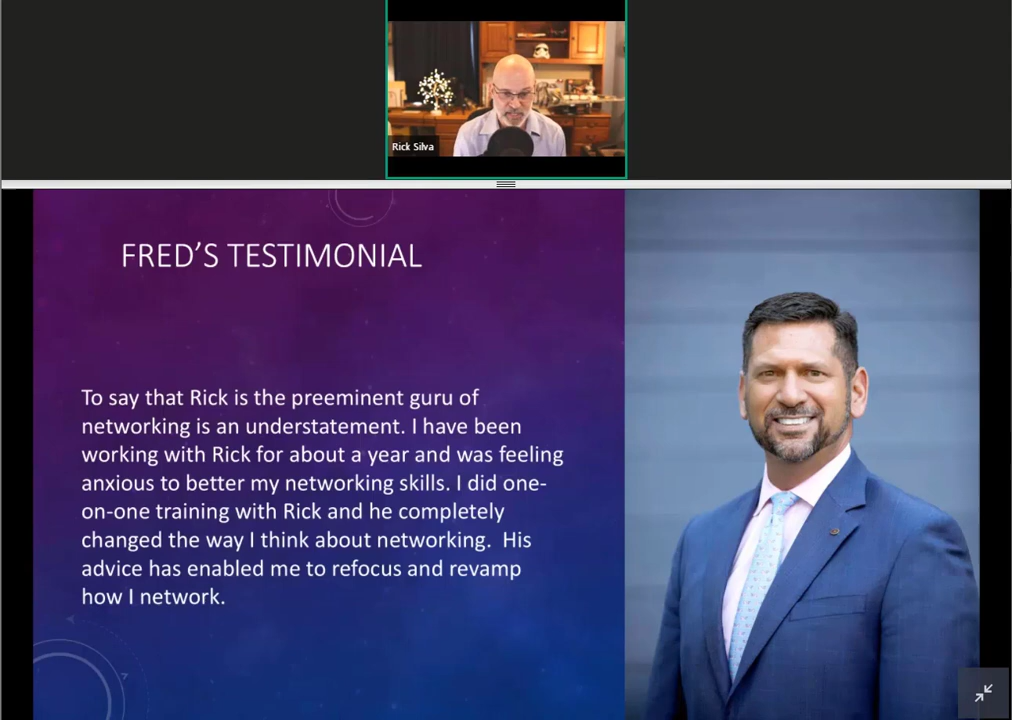 Rick Silva
FRED’S TESTIMONIAL
To say that Rick is the preeminent guru of
networking is an understatement. I have been
working with Rick for about a year and was feeling
anxious to better my networking skills. I did one-
on-one training with Rick and he completely
changed the way I think about networking.  His
advice has enabled me to refocus and revamp
how I network.